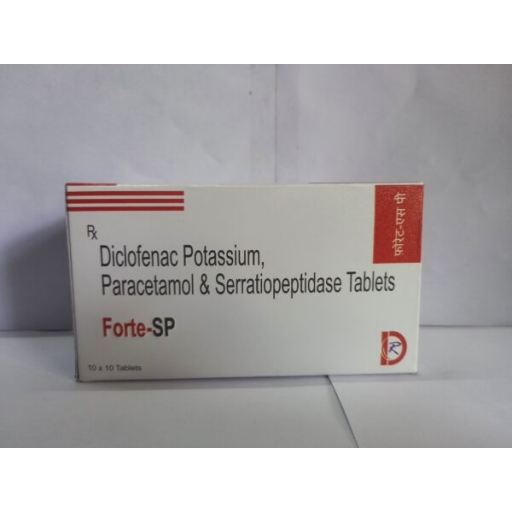 Rx
Diclofenac Potassium,
Paracetamol & Serratiopeptidase Tablets
Forte-SP
10 x 10 Tablets
फ़ोरेट-एस पी
D
R